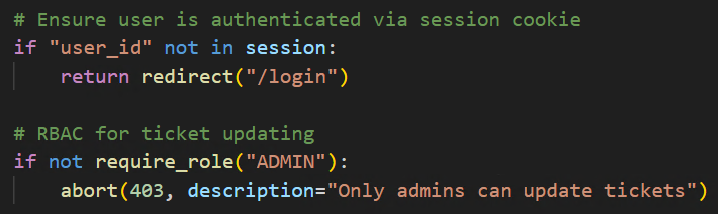 # Ensure user is authenticated via session cookie
if "user_id" not in session:
    return redirect("/login")
# RBAC for ticket updating
if not require_role("ADMIN"):
    abort(403, description="Only admins can update tickets")